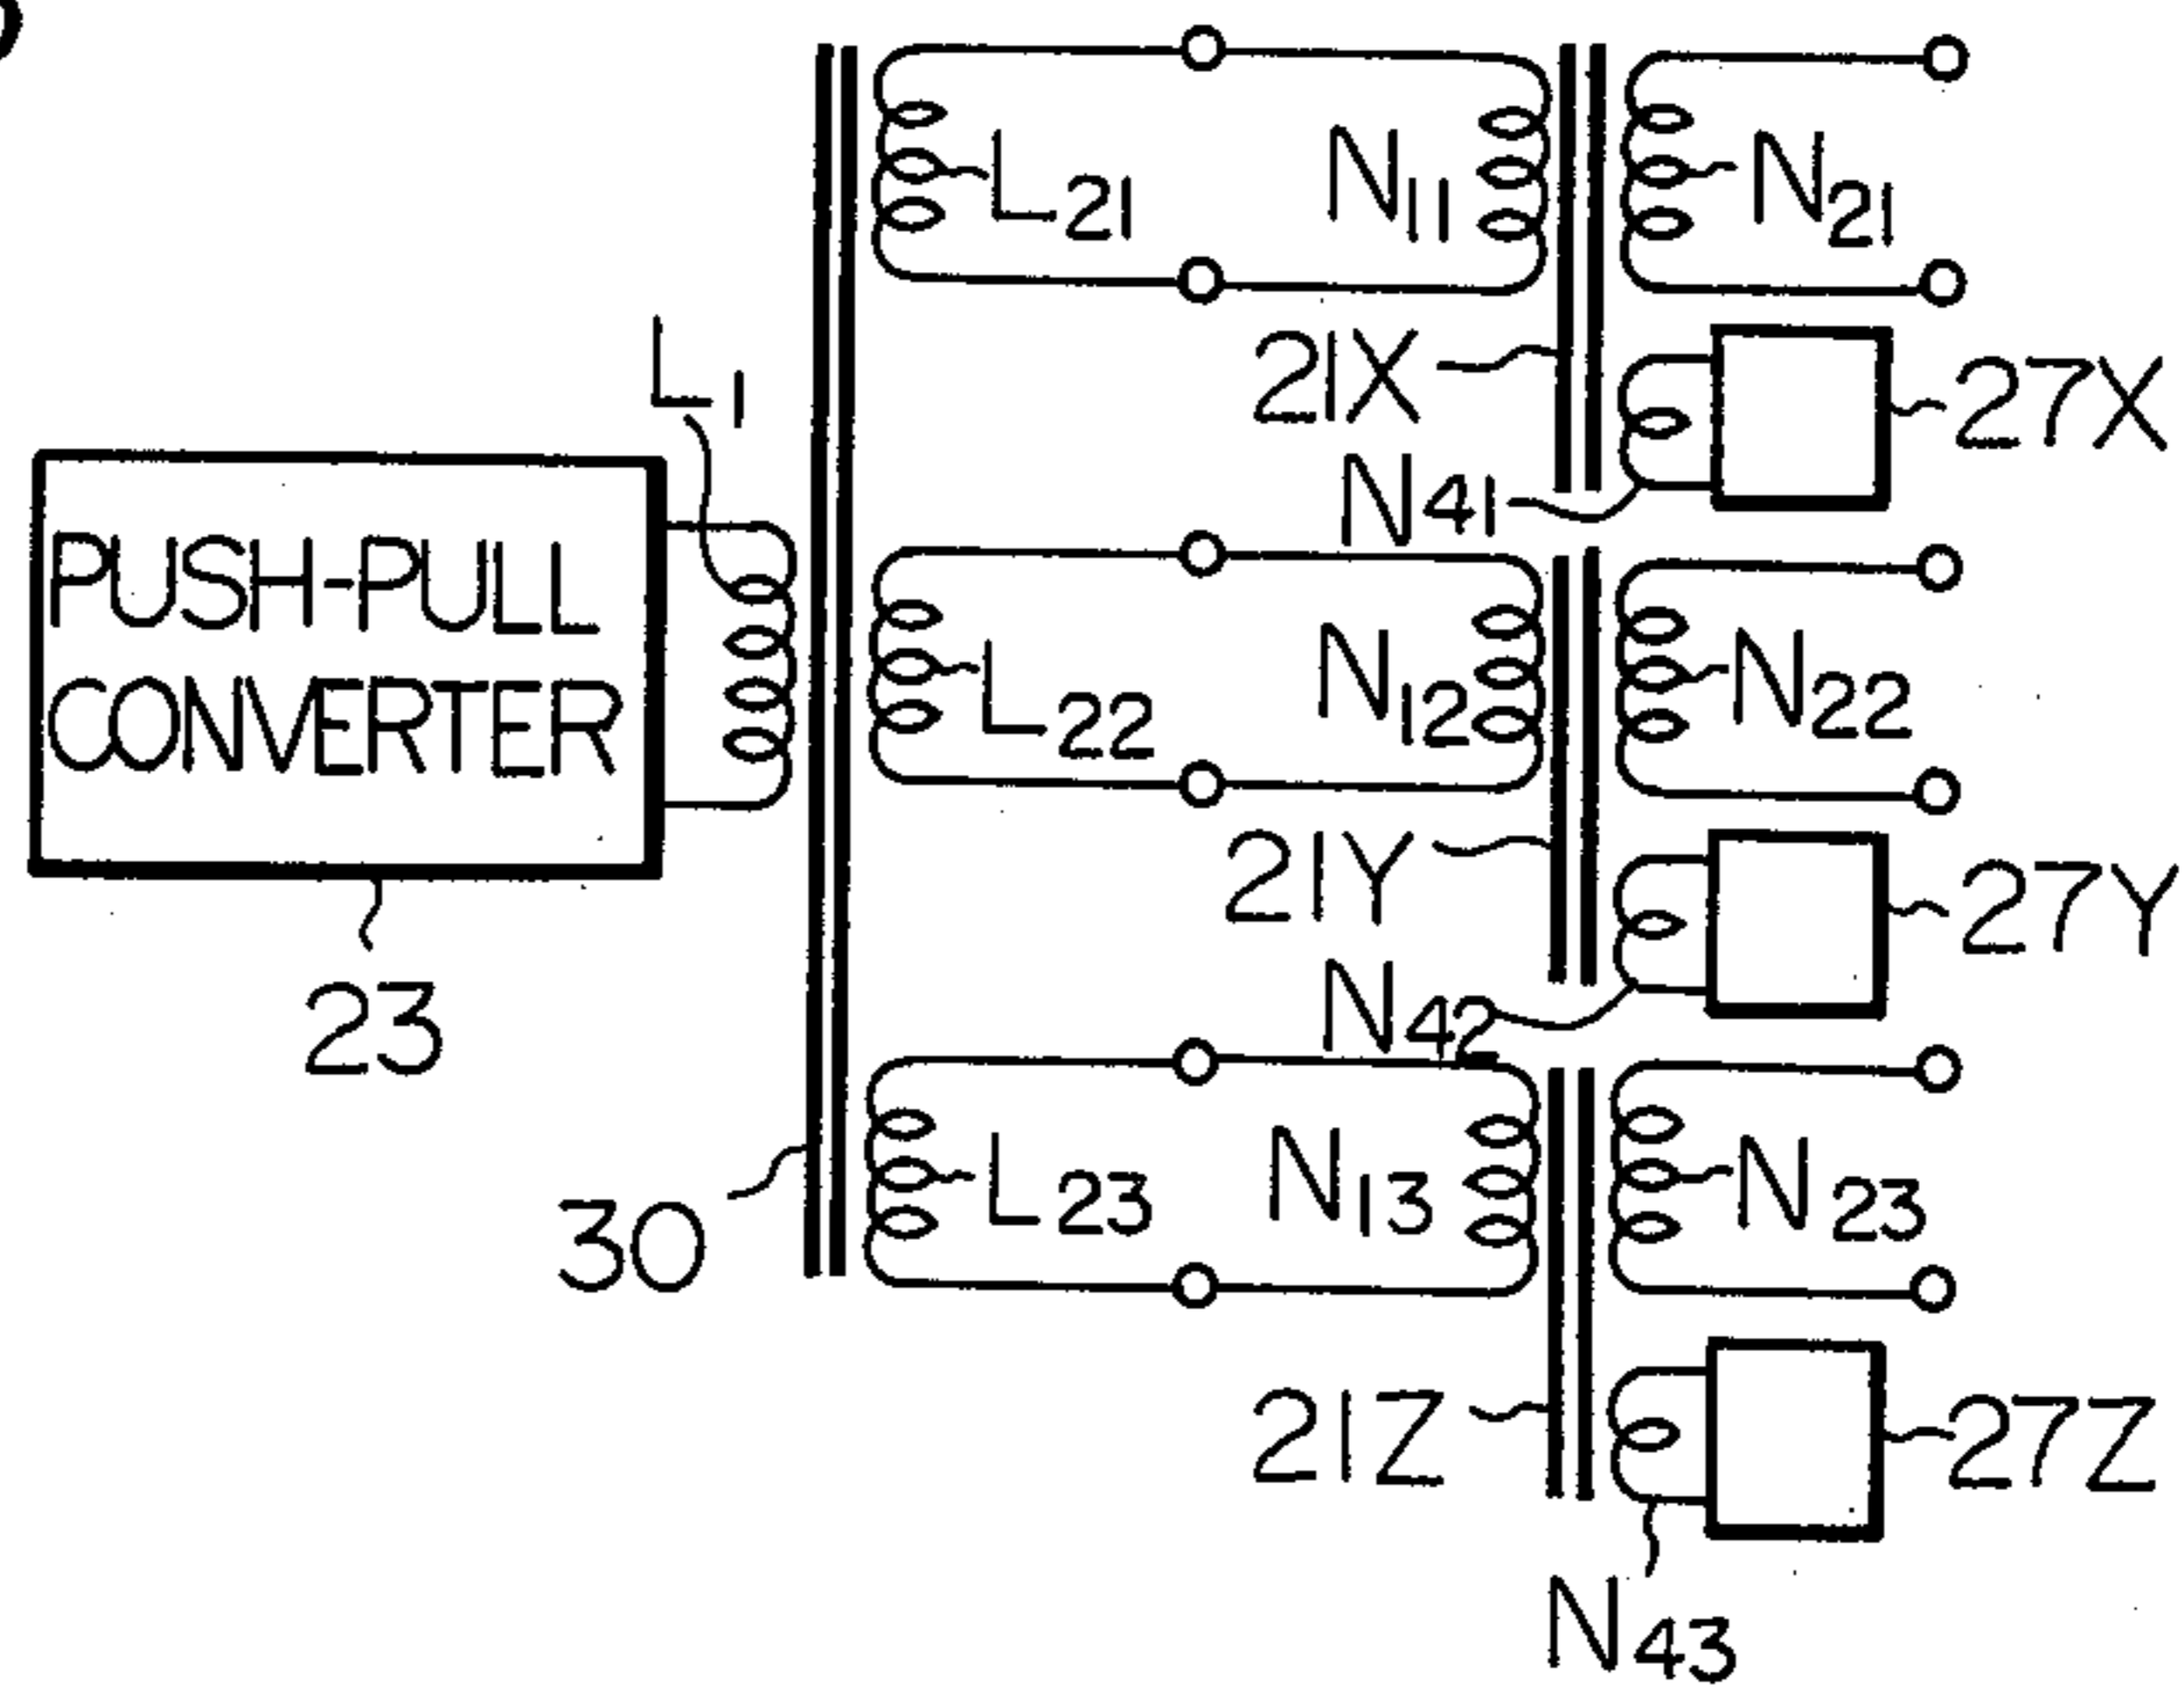 L21
N11
N21
L1
21X
27X
N41
PUSH-PULL
CONVERTER
L22
N12
N22
21Y
27Y
23
N42
30
L23
N13
N23
21Z
27Z
N43